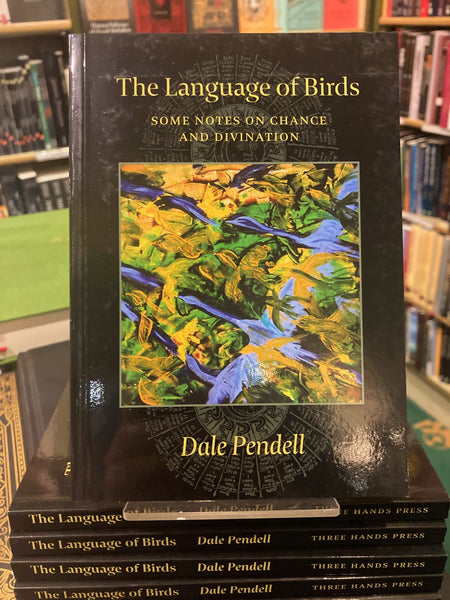 The Language of Birds
SOME NOTES ON CHANCE
AND DIVINATION
Dale Pendell
The Language of Birds Dale Pendell THREE HANDS PRESS
The Language of Birds Dale Pendell THREE HANDS PRESS
The Language of Birds Dale Pendell THREE HANDS PRESS
The Language of Birds Dale Pendell THREE HANDS PRESS